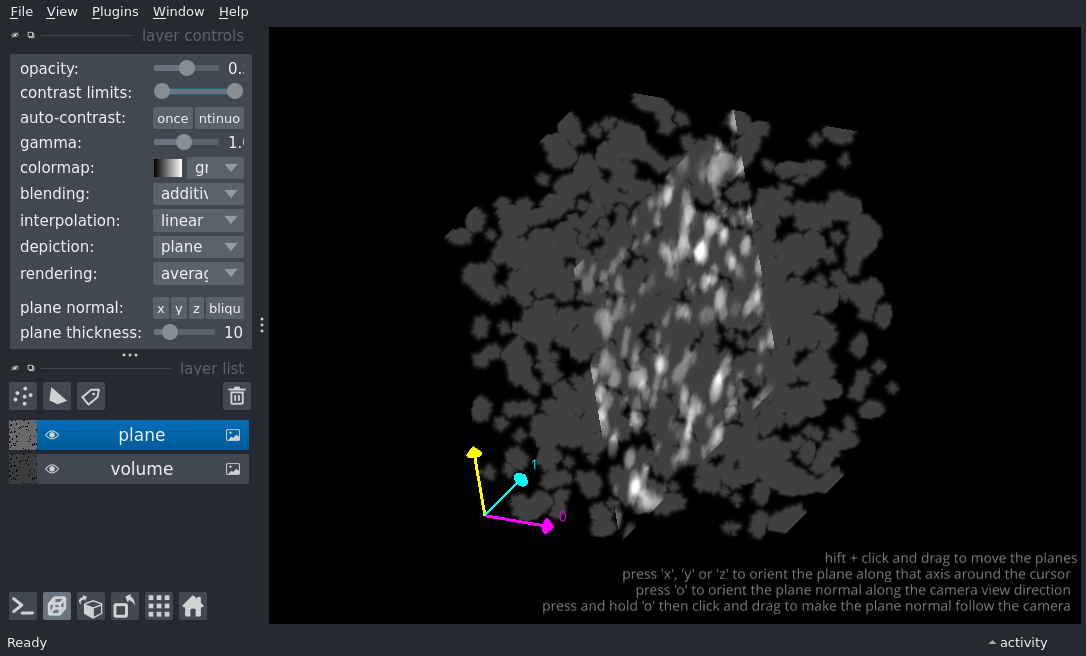 File View Plugins Window Help
layer controls
opacity: 0.
contrast limits:
auto-contrast: once ntinuo
gamma: 1.
colormap: gr
blending: additiv
interpolation: linear
depiction: plane
rendering: averag
plane normal: x y z bliqu
plane thickness: 10
layer list
plane
volume
1
0
hift + click and drag to move the planes
press 'x', 'y' or 'z' to orient the plane along that axis around the cursor
press 'o' to orient the plane normal along the camera view direction
press and hold 'o' then click and drag to make the plane normal follow the camera
Ready
activity